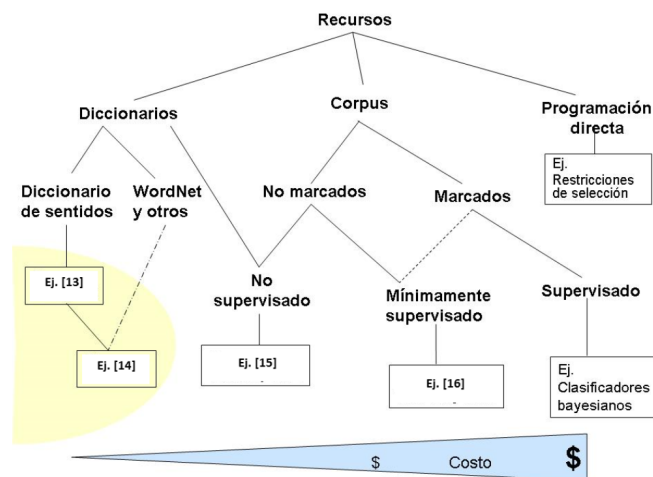 Recursos
Diccionarios
Corpus
Programación
directa
Ej.
Restricciones
de selección
Diccionario
de sentidos
WordNet
y otros
No marcados
Marcados
Ej. [13]
No
supervisado
Mínimamente
supervisado
Supervisado
Ej. [14]
Ej. [15]
Ej. [16]
Ej.
Clasificadores
bayesianos
$ Costo $